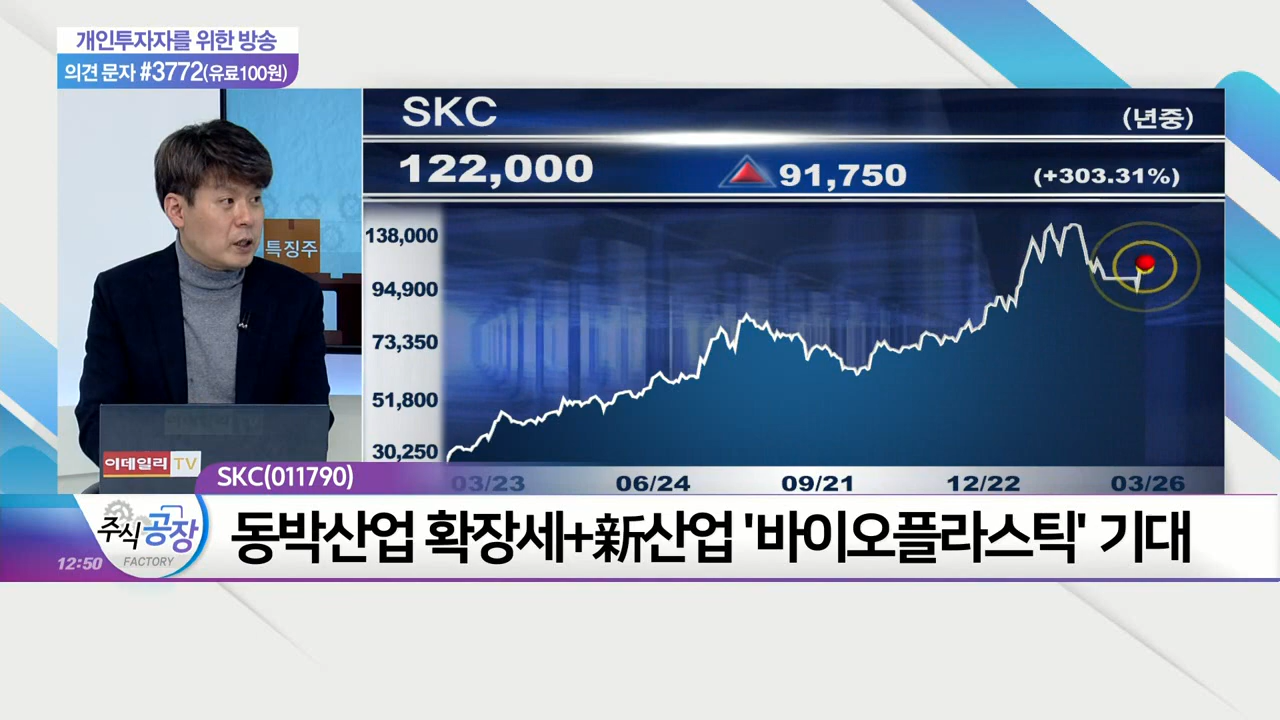 개인투자자를 위한 방송
의견 문자 #3772(유료100원)
SKC
(년중)
122,000
91,750
(+303.31%)
특징주
138,000
94,900
73,350
51,800
30,250
03/23
06/24
09/21
12/22
03/26
이데일리 TV
SKC(011790)
주식공장
FACTORY
12:50
동박산업 확장세+新산업 '바이오플라스틱' 기대